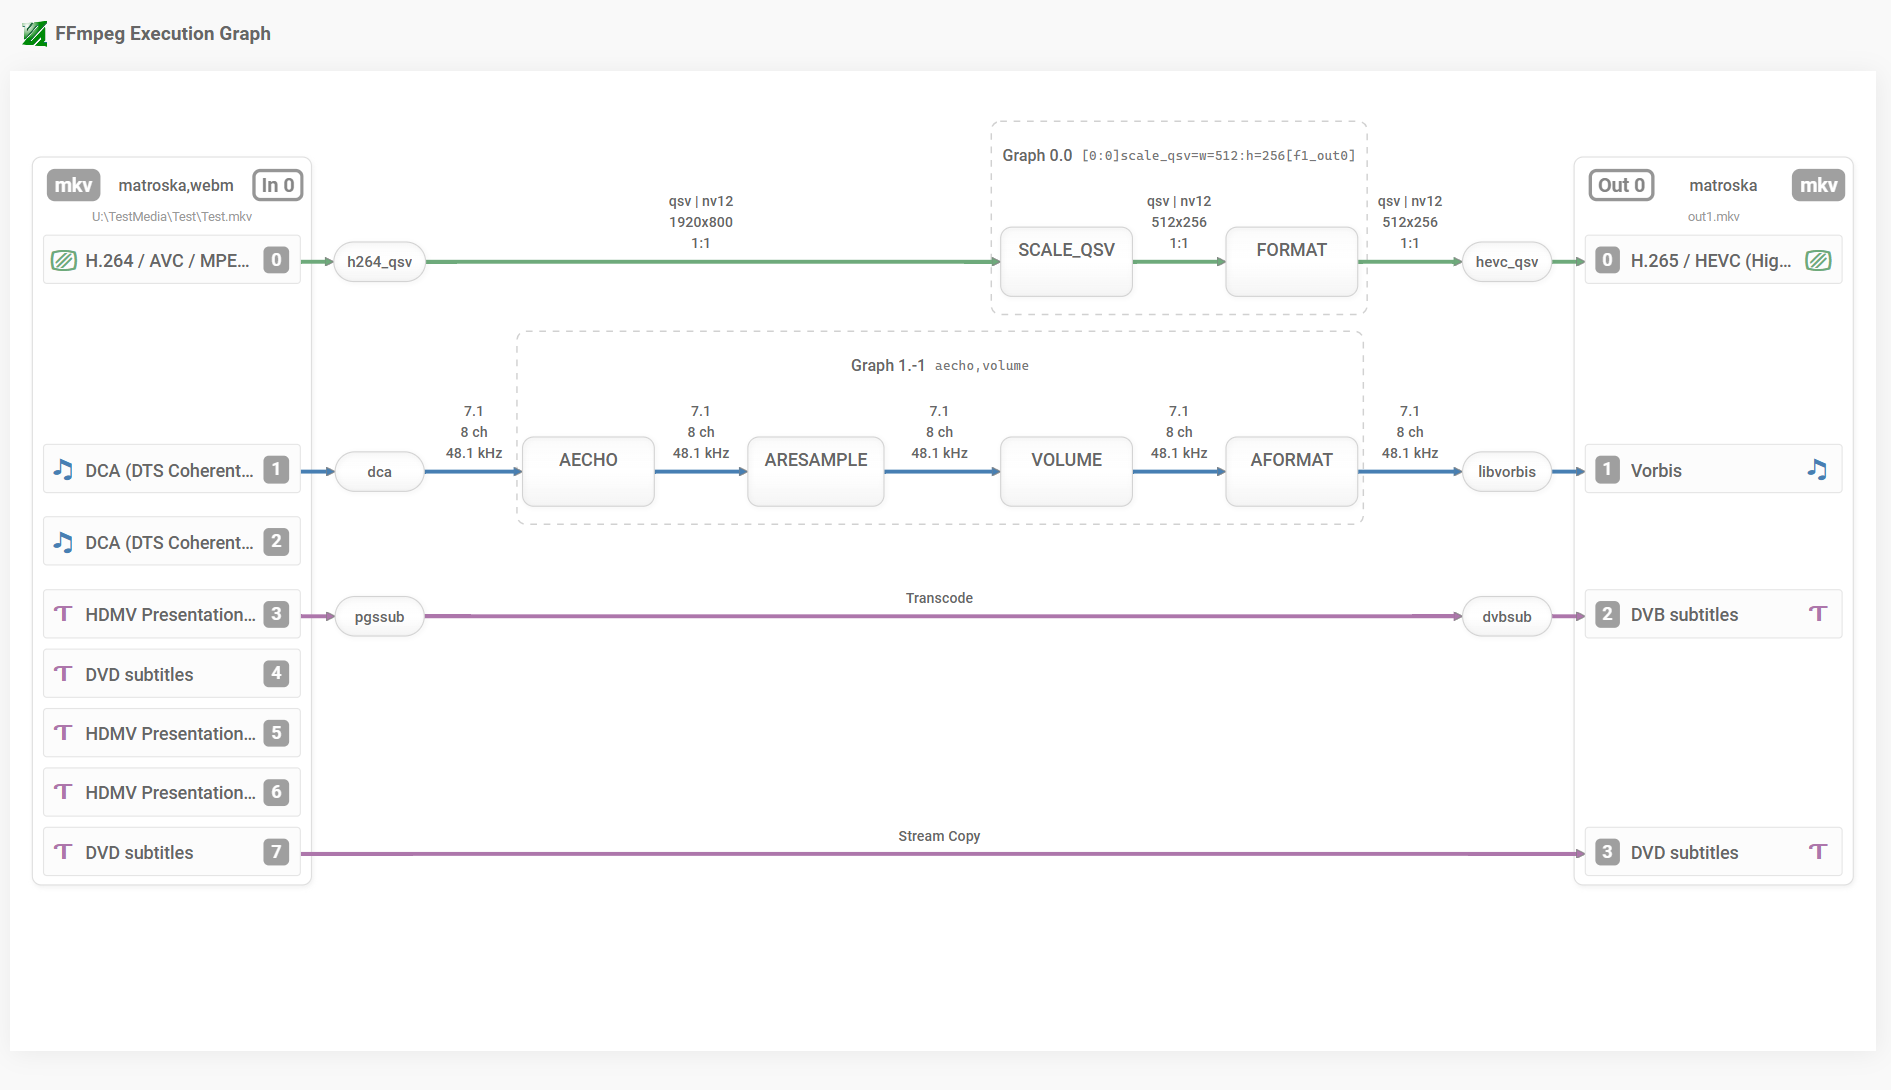 FFmpeg Execution Graph
mkv matroska,webm In 0
U:\TestMedia\Test\Test.mkv
H.264 / AVC / MPE... 0
h264_qsv
qsv | nv12
1920x800
1:1
Graph 0.0 [0:0]scale_qsv=w=512:h=256[f1_out0]
SCALE_QSV
qsv | nv12
512x256
1:1
FORMAT
qsv | nv12
512x256
1:1
hevc_qsv
Out 0 matroska mkv
out1.mkv
0 H.265 / HEVC (Hig...
DCA (DTS Coherent... 1
dca
7.1
8 ch
48.1 kHz
Graph 1.-1 aecho,volume
AECHO
7.1
8 ch
48.1 kHz
ARESAMPLE
7.1
8 ch
48.1 kHz
VOLUME
7.1
8 ch
48.1 kHz
AFORMAT
7.1
8 ch
48.1 kHz
libvorbis
1 Vorbis
DCA (DTS Coherent... 2
HDMV Presentation... 3
pgssub
Transcode
dvbsub
2 DVB subtitles
DVD subtitles 4
HDMV Presentation... 5
HDMV Presentation... 6
DVD subtitles 7
Stream Copy
3 DVD subtitles